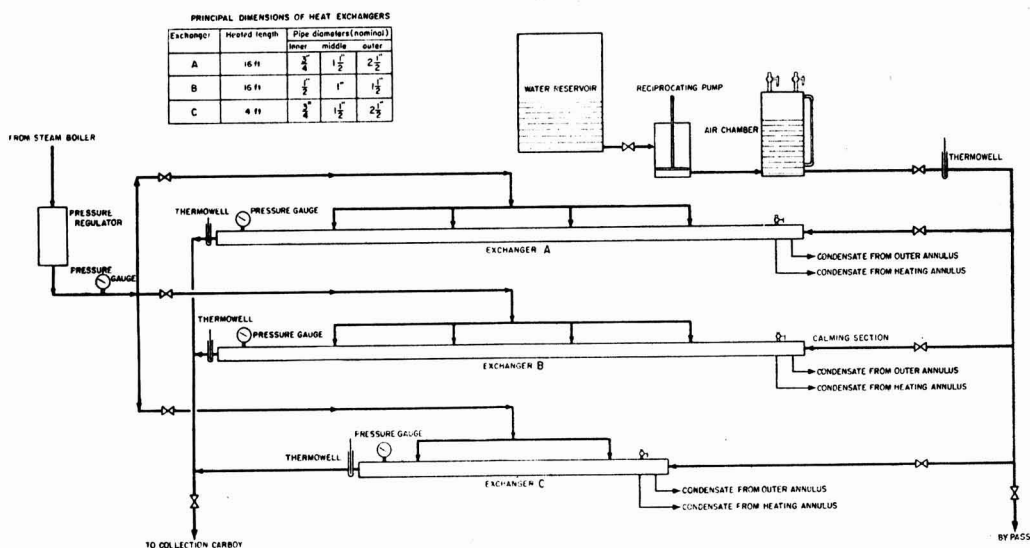 PRINCIPAL DIMENSIONS OF HEAT EXCHANGERS
Exchanger Heated length Pipe diameters (nominal)
inner middle outer
A 16 ft 3/4" 1 1/2" 2 1/2"
B 16 ft 1/2" 1" 1 1/2"
C 4 ft 3/4" 1 1/2" 2 1/2"
WATER RESERVOIR
RECIPROCATING PUMP
AIR CHAMBER
THERMOWELL
FROM STEAM BOILER
PRESSURE
REGULATOR
PRESSURE
GAUGE
THERMOWELL
PRESSURE GAUGE
EXCHANGER A
CONDENSATE FROM OUTER ANNULUS
CONDENSATE FROM HEATING ANNULUS
THERMOWELL
PRESSURE GAUGE
EXCHANGER B
CALMING SECTION
CONDENSATE FROM OUTER ANNULUS
CONDENSATE FROM HEATING ANNULUS
PRESSURE GAUGE
THERMOWELL
EXCHANGER C
CONDENSATE FROM OUTER ANNULUS
CONDENSATE FROM HEATING ANNULUS
TO COLLECTION CARBOY
BY PASS